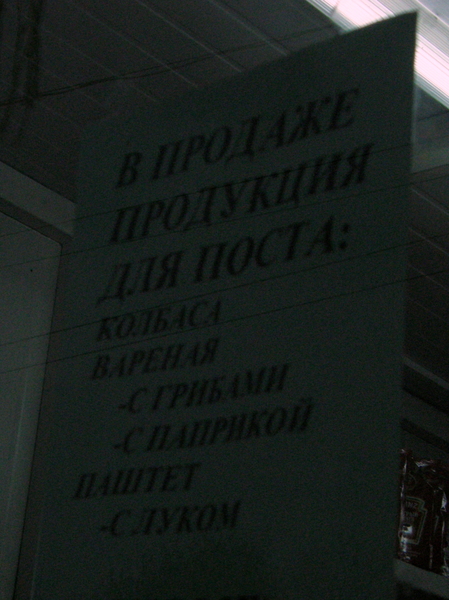 В ПРОДАЖЕ
ПРОДУКЦИЯ
ДЛЯ ПОСТА:
КОЛБАСА
ВАРЕНАЯ
-С ГРИБАМИ
-С ПАПРИКОЙ
ПАШТЕТ
-С ЛУКОМ